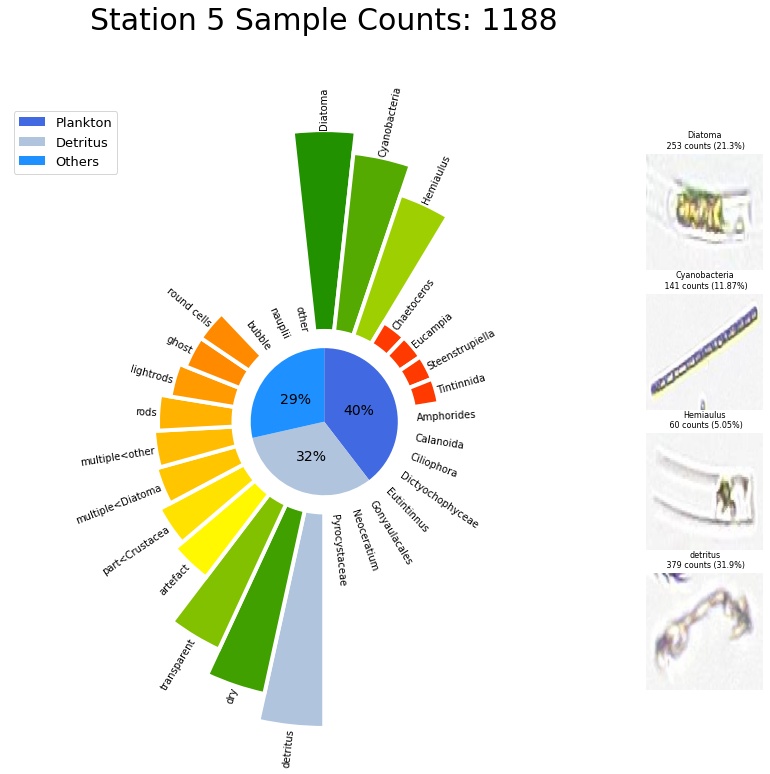 Station 5 Sample Counts: 1188
Plankton
Detritus
Others
Diatoma
Cyanobacteria
Hemiaulus
Chaetoceros
Eucampia
Steenstrupiella
Tintinnida
Amphorides
Calanoida
Ciliophora
Dictyochophyceae
Eutintinnus
Gonyaulacales
Neoceratium
Pyrocystaceae
detritus
dry
transparent
artefact
part<Crustacea
multiple<Diatoma
multiple<other
rods
lightrods
ghost
round cells
bubble
nauplii
other
29%
40%
32%
Diatoma
253 counts (21.3%)
Cyanobacteria
141 counts (11.87%)
Hemiaulus
60 counts (5.05%)
detritus
379 counts (31.9%)